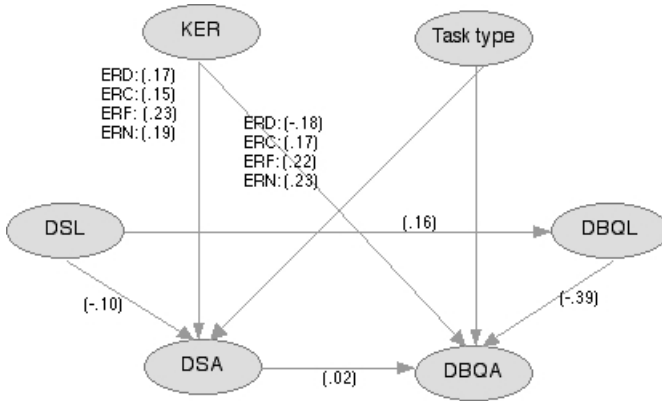 KER
Task type
ERD: (.17)
ERC: (.15)
ERF: (.23)
ERN: (.19)
ERD: (-.18)
ERC: (.17)
ERF: (.22)
ERN: (.23)
DSL
(.16)
DBQL
(-.10)
(-.39)
DSA
(.02)
DBQA